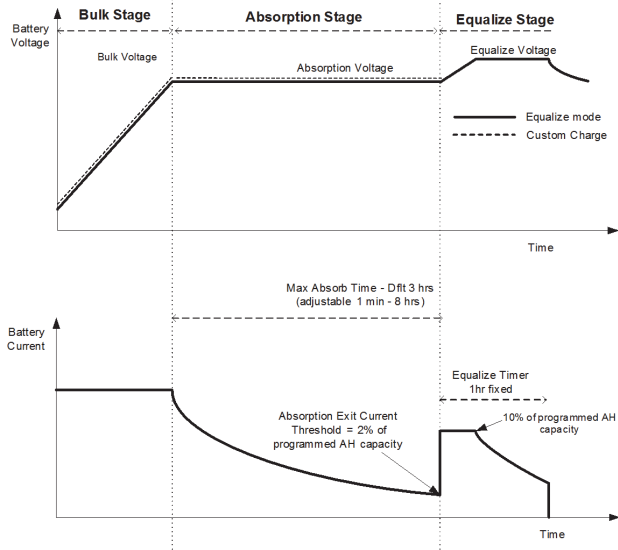 Bulk Stage
Absorption Stage
Equalize Stage
Battery
Voltage
Bulk Voltage
Absorption Voltage
Equalize Voltage
Equalize mode
Custom Charge
Time
Max Absorb Time - Dflt 3 hrs
(adjustable 1 min - 8 hrs)
Battery
Current
Equalize Timer
1hr fixed
Absorption Exit Current
Threshold = 2% of
programmed AH capacity
10% of programmed AH
capacity
Time